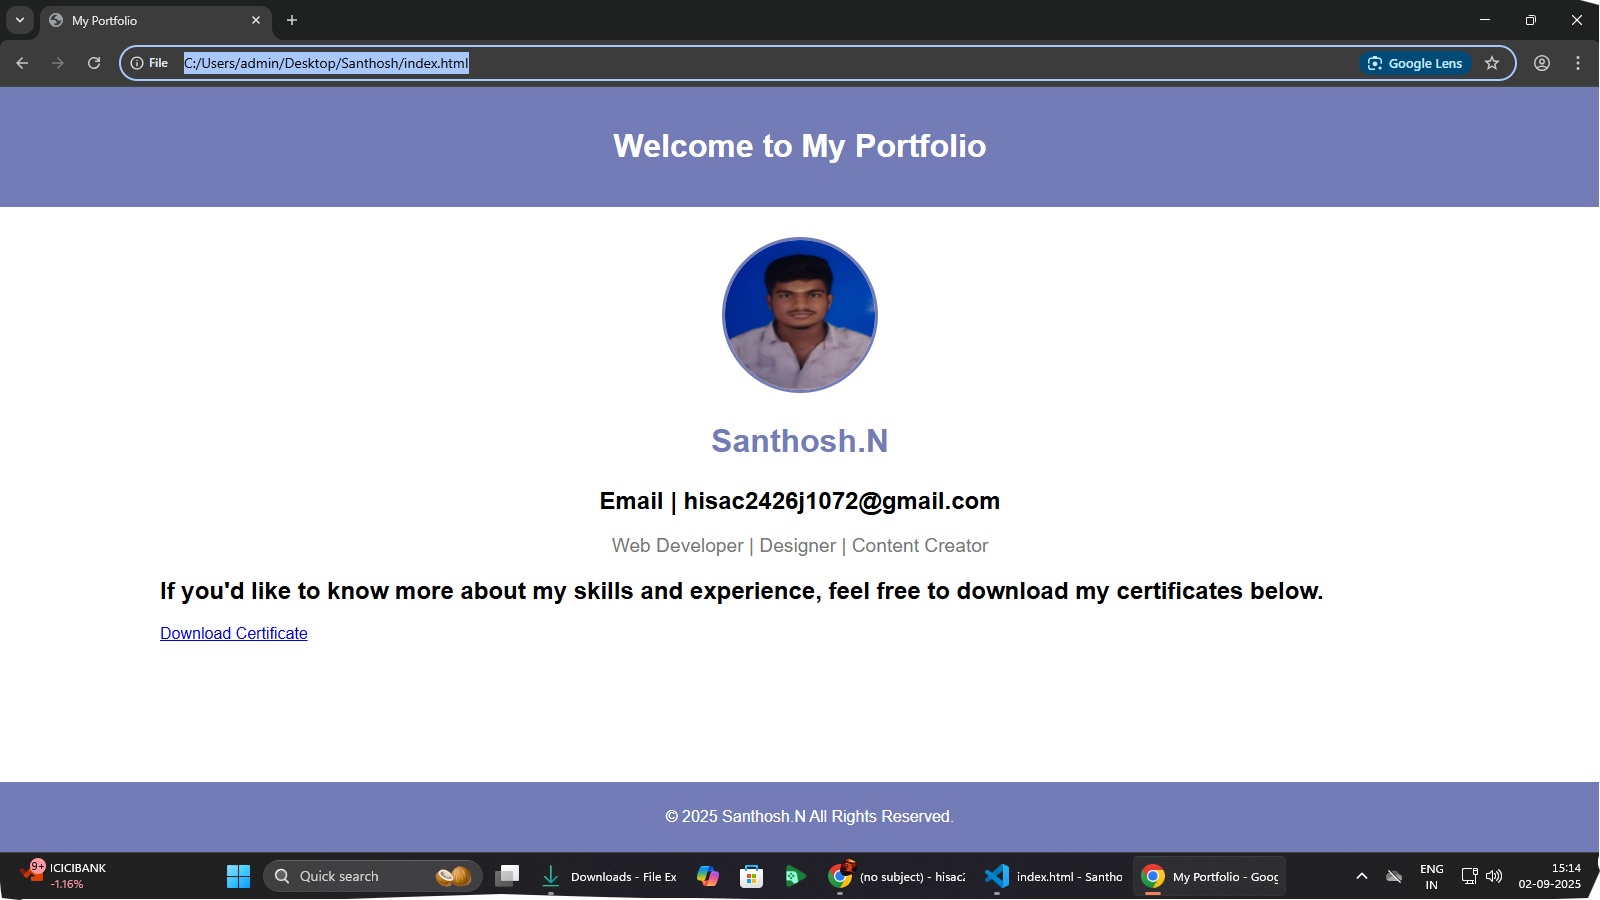 My Portfolio
File C:/Users/admin/Desktop/Santhosh/index.html Google Lens
Welcome to My Portfolio
Santhosh.N
Email | hisac2426j1072@gmail.com
Web Developer | Designer | Content Creator
If you'd like to know more about my skills and experience, feel free to download my certificates below.
Download Certificate
© 2025 Santhosh.N All Rights Reserved.
9+ ICICIBANK
-1.16%
Quick search
Downloads - File Ex
(no subject) - hisac2
index.html - Santho
My Portfolio - Goog
ENG
IN
15:14
02-09-2025